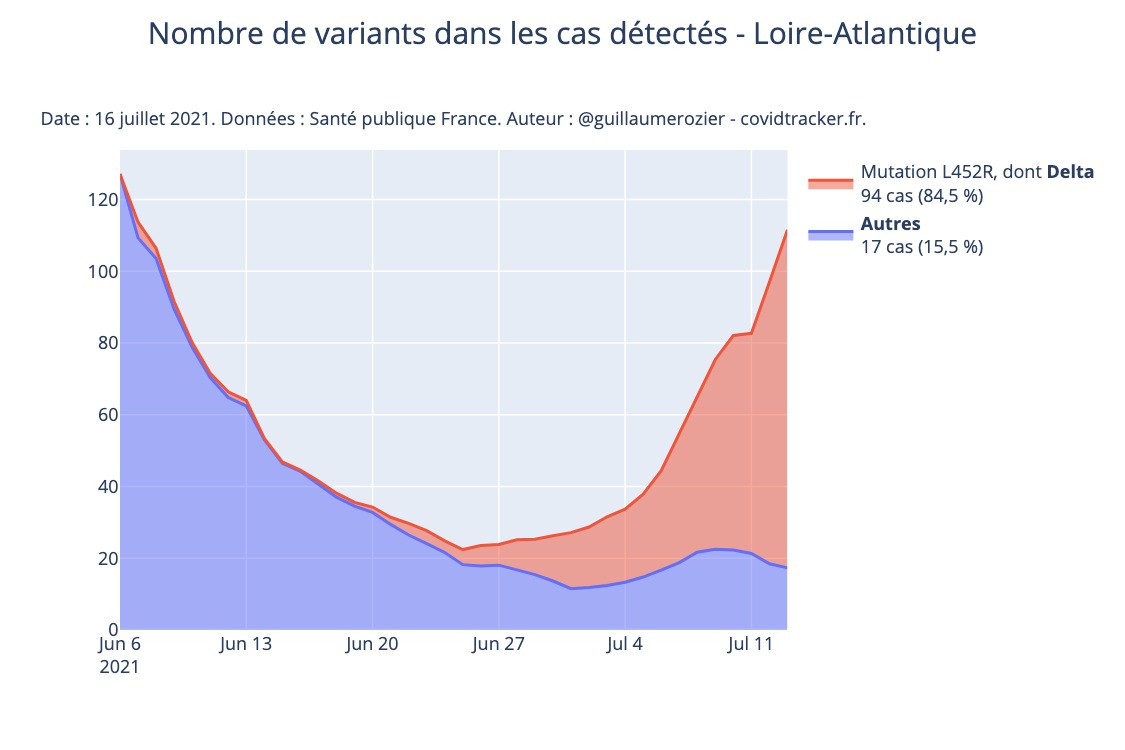 Nombre de variants dans les cas détectés - Loire-Atlantique
Date : 16 juillet 2021. Données : Santé publique France. Auteur : @guillaumerozier - covidtracker.fr.
Mutation L452R, dont Delta
94 cas (84,5 %)
Autres
17 cas (15,5 %)
120
100
80
60
40
20
0
Jun 6
2021
Jun 13
Jun 20
Jun 27
Jul 4
Jul 11